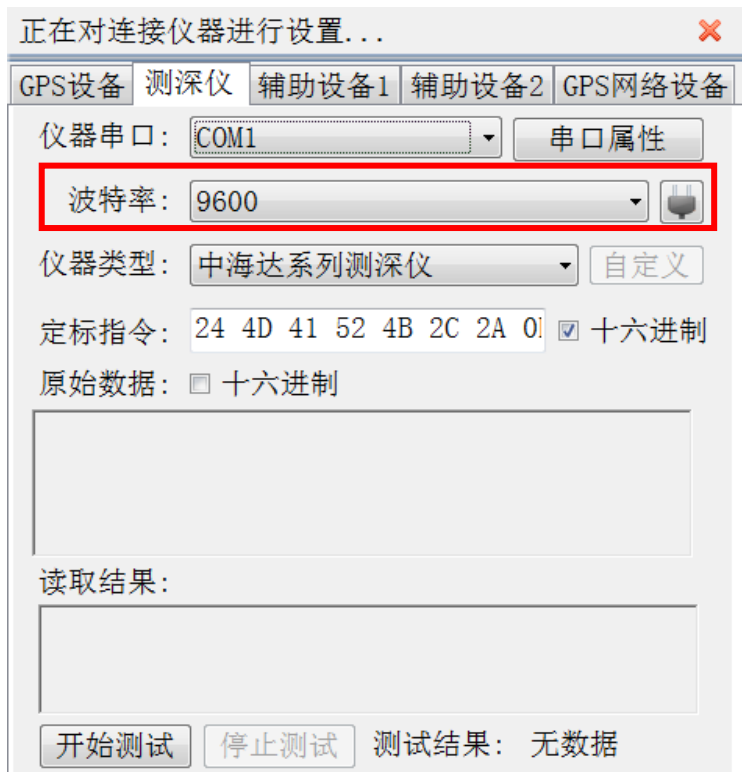 正在对连接仪器进行设置...
GPS设备 测深仪 辅助设备1 辅助设备2 GPS网络设备
仪器串口: COM1 串口属性
波特率: 9600
仪器类型: 中海达系列测深仪 自定义
定标指令: 24 4D 41 52 4B 2C 2A 十六进制
原始数据: 十六进制
读取结果:
开始测试 停止测试 测试结果: 无数据